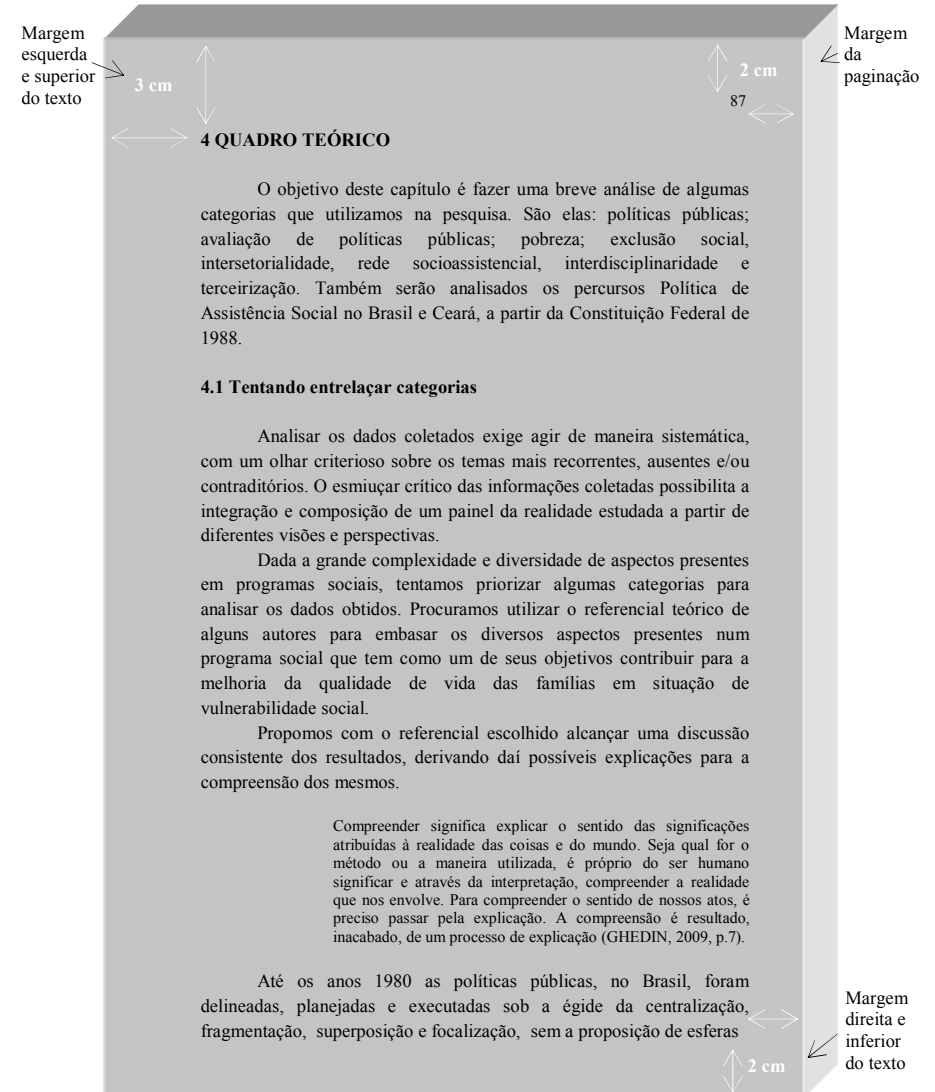 Margem
esquerda
e superior
do texto
3 cm
2 cm
Margem
da
paginação
87
4 QUADRO TEÓRICO
O objetivo deste capítulo é fazer uma breve análise de algumas
categorias que utilizamos na pesquisa. São elas: políticas públicas;
avaliação de políticas públicas; pobreza; exclusão social,
intersetorialidade, rede socioassistencial, interdisciplinaridade e
terceirização. Também serão analisados os percursos Política de
Assistência Social no Brasil e Ceará, a partir da Constituição Federal de
1988.
4.1 Tentando entrelaçar categorias
Analisar os dados coletados exige agir de maneira sistemática,
com um olhar criterioso sobre os temas mais recorrentes, ausentes e/ou
contraditórios. O esmiuçar crítico das informações coletadas possibilita a
integração e composição de um painel da realidade estudada a partir de
diferentes visões e perspectivas.
Dada a grande complexidade e diversidade de aspectos presentes
em programas sociais, tentamos priorizar algumas categorias para
analisar os dados obtidos. Procuramos utilizar o referencial teórico de
alguns autores para embasar os diversos aspectos presentes num
programa social que tem como um de seus objetivos contribuir para a
melhoria da qualidade de vida das famílias em situação de
vulnerabilidade social.
Propomos com o referencial escolhido alcançar uma discussão
consistente dos resultados, derivando daí possíveis explicações para a
compreensão dos mesmos.
Compreender significa explicar o sentido das significações
atribuídas à realidade das coisas e do mundo. Seja qual for o
método ou a maneira utilizada, é próprio do ser humano
significar e através da interpretação, compreender a realidade
que nos envolve. Para compreender o sentido de nossos atos, é
preciso passar pela explicação. A compreensão é resultado,
inacabado, de um processo de explicação (GHEDIN, 2009, p.7).
Até os anos 1980 as políticas públicas, no Brasil, foram
delineadas, planejadas e executadas sob a égide da centralização,
fragmentação, superposição e focalização, sem a proposição de esferas
Margem
direita e
inferior
do texto
2 cm